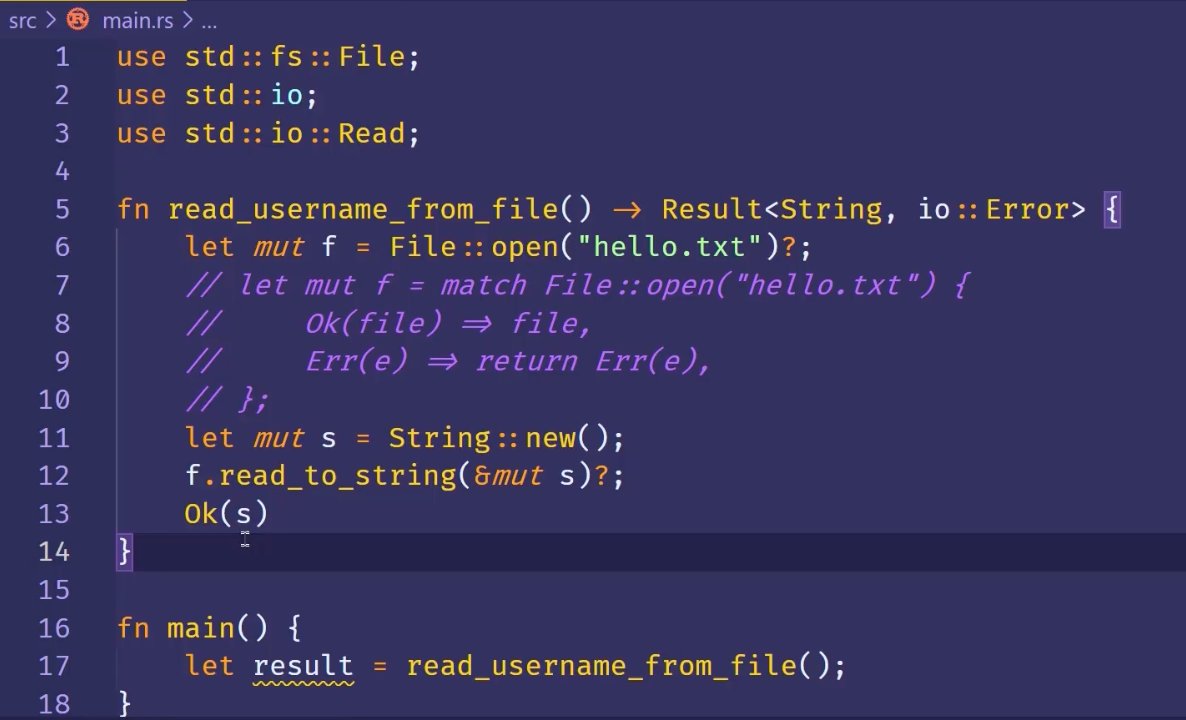 src > main.rs > ...
1 use std::fs::File;
2 use std::io;
3 use std::io::Read;
4
5 fn read_username_from_file() -> Result<String, io::Error> {
6     let mut f = File::open("hello.txt")?;
7     // let mut f = match File::open("hello.txt") {
8     //     Ok(file) => file,
9     //     Err(e) => return Err(e),
10     // };
11     let mut s = String::new();
12     f.read_to_string(&mut s)?;
13     Ok(s)
14 }
15
16 fn main() {
17     let result = read_username_from_file();
18 }